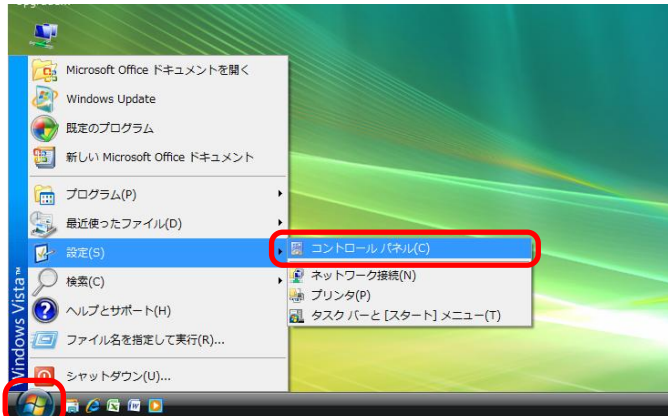 Microsoft Office ドキュメントを開く
Windows Update
既定のプログラム
新しい Microsoft Office ドキュメント
プログラム(P)
最近使ったファイル(D)
設定(S)
検索(C)
ヘルプとサポート(H)
ファイル名を指定して実行(R)...
シャットダウン(U)...
コントロール パネル(C)
ネットワーク接続(N)
プリンタ(P)
タスク バーと [スタート] メニュー(T)
Windows Vista™